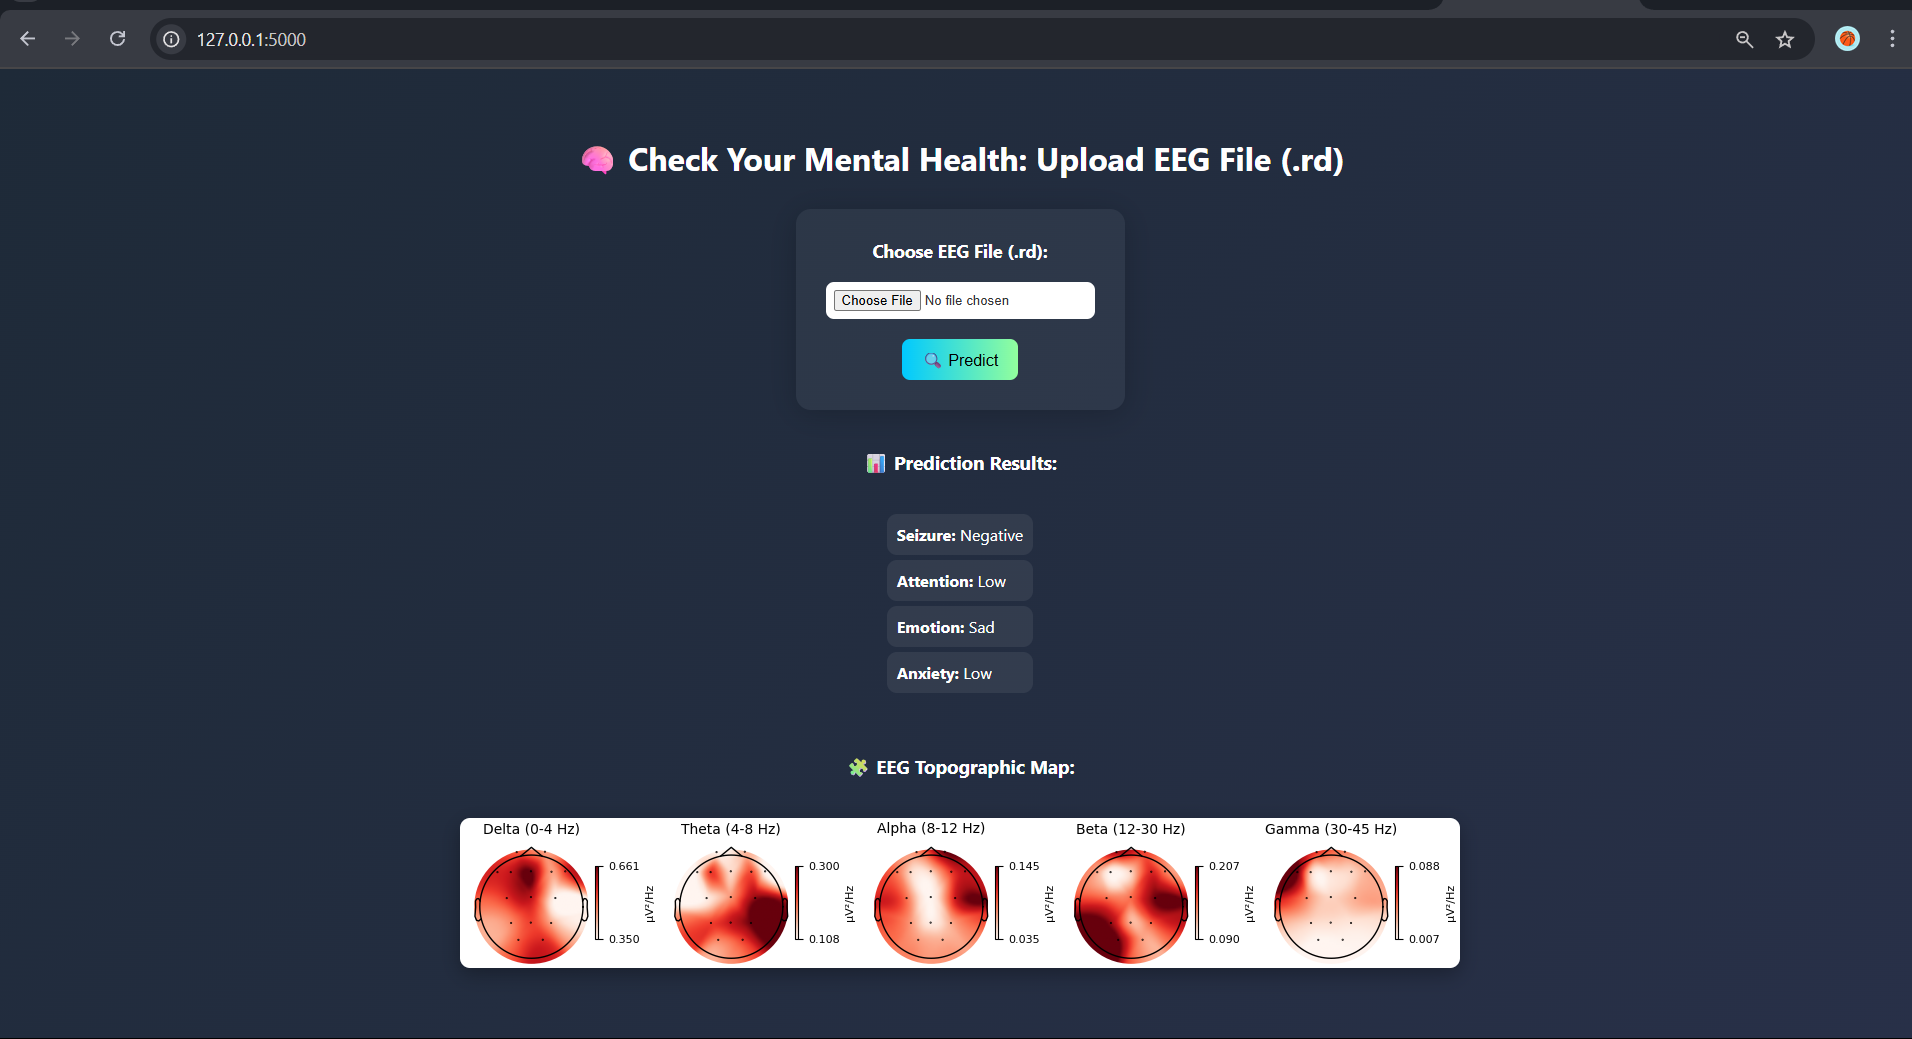 127.0.0.1:5000
Check Your Mental Health: Upload EEG File (.rd)
Choose EEG File (.rd):
Choose File No file chosen
Predict
Prediction Results:
Seizure: Negative
Attention: Low
Emotion: Sad
Anxiety: Low
EEG Topographic Map:
Delta (0-4 Hz) Theta (4-8 Hz) Alpha (8-12 Hz) Beta (12-30 Hz) Gamma (30-45 Hz)
0.661 0.300 0.145 0.207 0.088
µV²/Hz µV²/Hz µV²/Hz µV²/Hz µV²/Hz
0.350 0.108 0.035 0.090 0.007